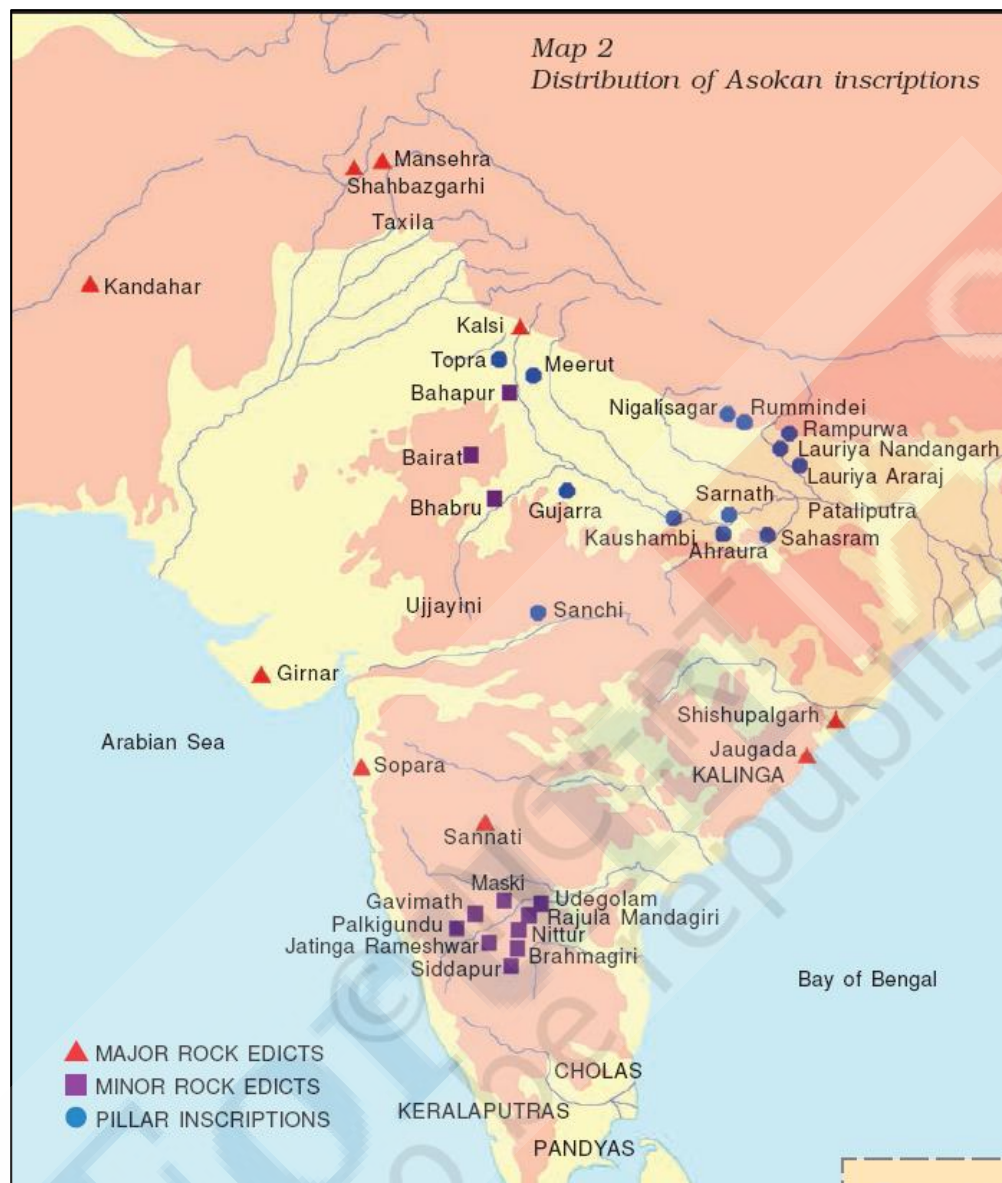 Map 2
Distribution of Asokan inscriptions
Mansehra
Shahbazgarhi
Taxila
Kandahar
Kalsi
Topra
Meerut
Bahapur
Nigalisagar
Rummindei
Rampurwa
Bairat
Lauriya Nandangarh
Lauriya Araraj
Bhabru
Gujarra
Sarnath
Pataliputra
Kaushambi
Ahraura
Sahasram
Ujjayini
Sanchi
Girnar
Shishupalgarh
Arabian Sea
Jaugada
KALINGA
Sopara
Sannati
Maski
Gavimath
Udegolam
Palkigundu
Rajula Mandagiri
Nittur
Jatinga Rameshwar
Brahmagiri
Siddapur
Bay of Bengal
MAJOR ROCK EDICTS
MINOR ROCK EDICTS
PILLAR INSCRIPTIONS
CHOLAS
KERALAPUTRAS
PANDYAS
© NCERT
be republis